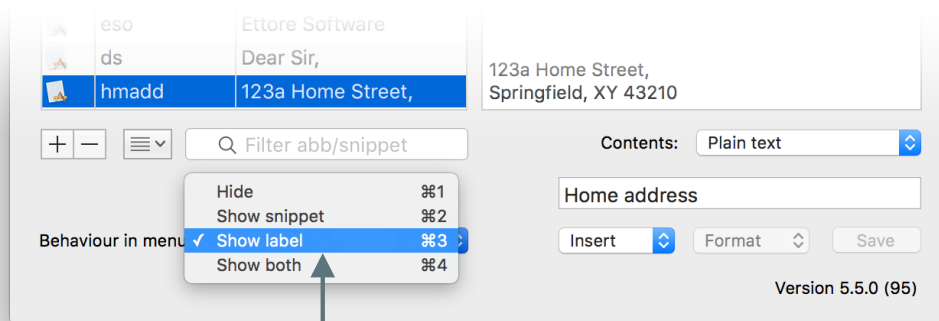 eso Ettore Software
ds Dear Sir,
hmadd 123a Home Street,
123a Home Street,
Springfield, XY 43210
Filter abb/snippet
Contents: Plain text
Hide ⌘1
Show snippet ⌘2
Behaviour in menu ✓ Show label ⌘3
Show both ⌘4
Home address
Insert Format Save
Version 5.5.0 (95)